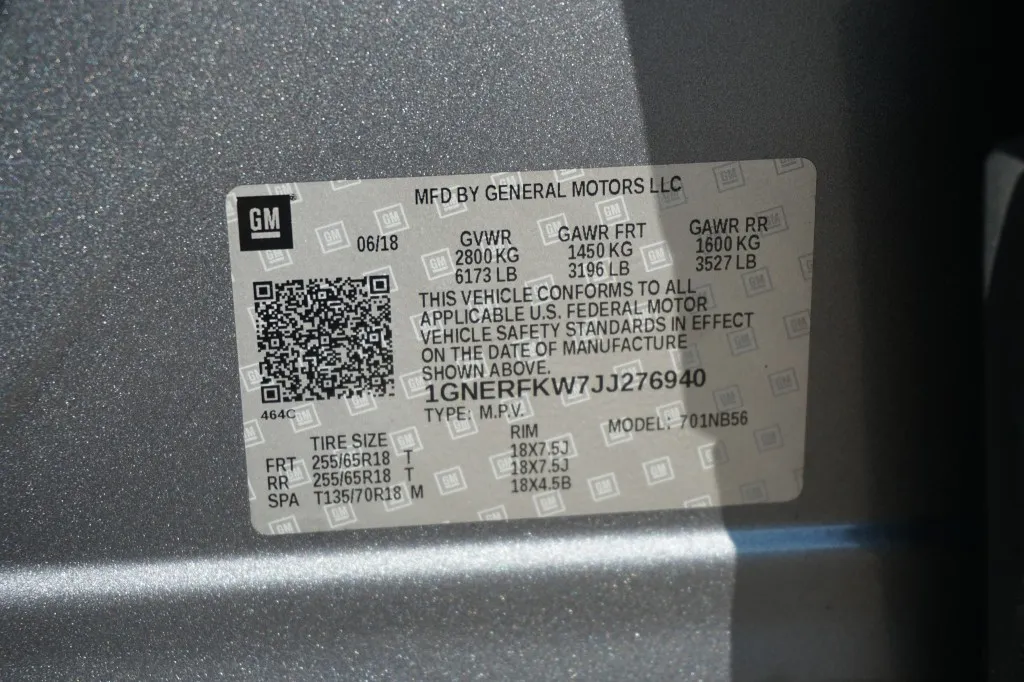 GM
MFD BY GENERAL MOTORS LLC
06/18
GVWR GAWR FRT GAWR RR
2800 KG 1450 KG 1600 KG
6173 LB 3196 LB 3527 LB
THIS VEHICLE CONFORMS TO ALL
APPLICABLE U.S. FEDERAL MOTOR
VEHICLE SAFETY STANDARDS IN EFFECT
ON THE DATE OF MANUFACTURE
SHOWN ABOVE.
1GNERFKW7JJ276940
464C
TYPE: M.P.V. MODEL: 701NB56
TIRE SIZE RIM
FRT 255/65R18 T 18X7.5J
RR 255/65R18 T 18X7.5J
SPA T135/70R18 M 18X4.5B